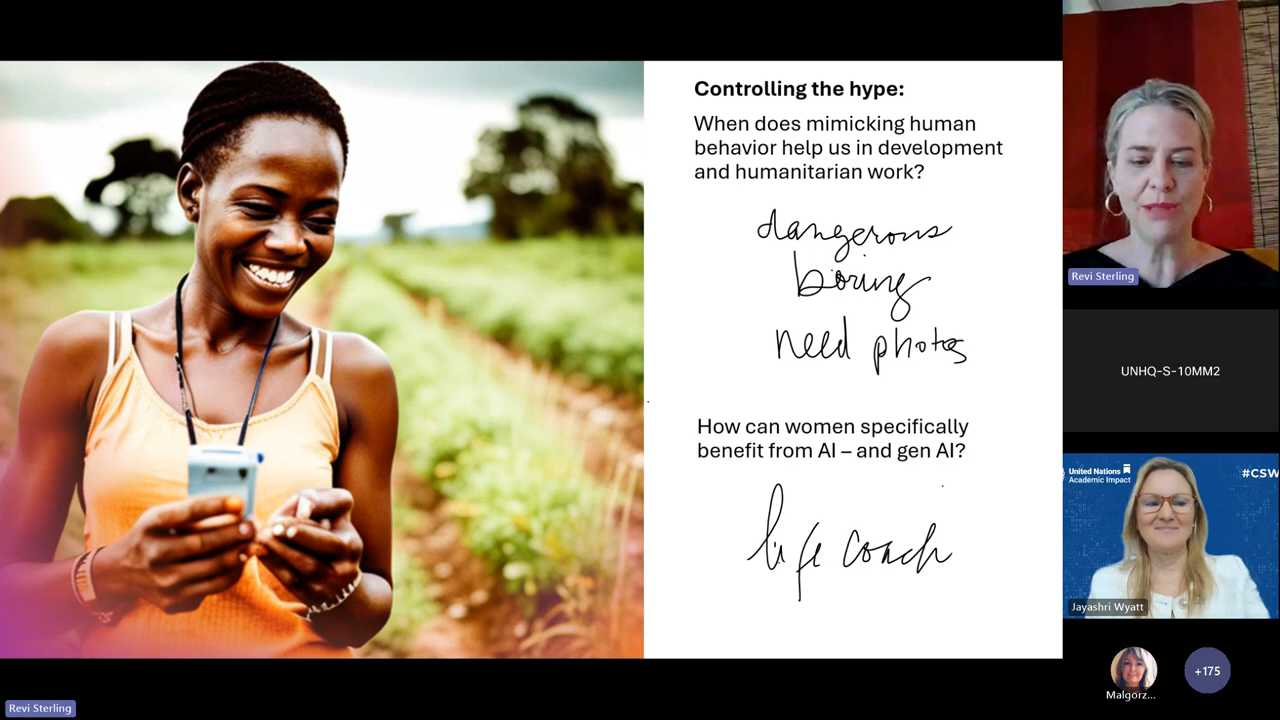 Controlling the hype:
When does mimicking human
behavior help us in development
and humanitarian work?
dangerous
boring
need photos
How can women specifically
benefit from AI – and gen AI?
life coach
Revi Sterling
UNHQ-S-10MM2
United Nations
Academic Impact
#CSW
Jayashri Wyatt
Malgorz...
+175
Revi Sterling